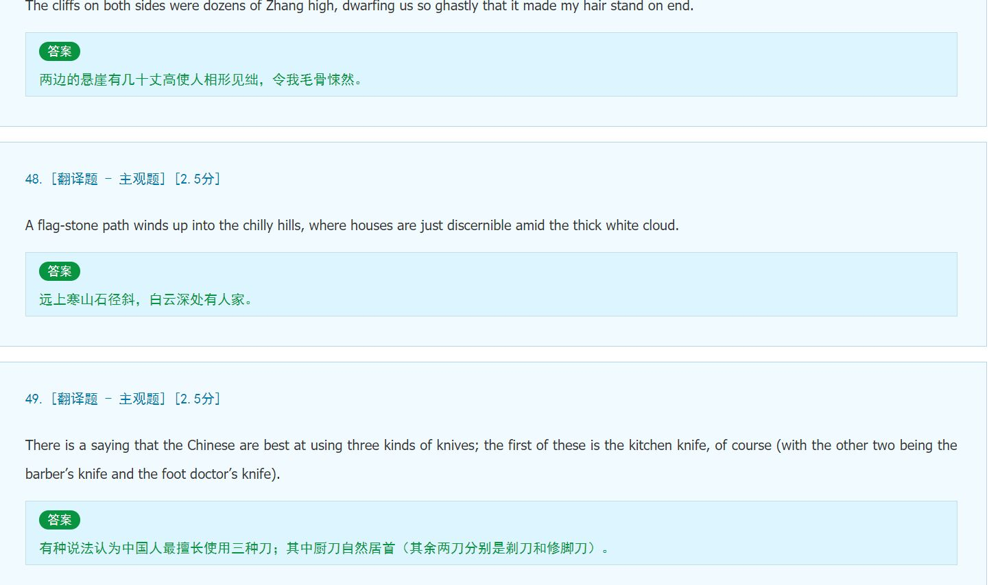 The cliffs on both sides were dozens of Zhang high, dwarfing us so ghastly that it made my hair stand on end.
答案
两边的悬崖有几十丈高使人相形见绌，令我毛骨悚然。
48. [翻译题 - 主观题] [2.5分]
A flag-stone path winds up into the chilly hills, where houses are just discernible amid the thick white cloud.
答案
远上寒山石径斜，白云深处有人家。
49. [翻译题 - 主观题] [2.5分]
There is a saying that the Chinese are best at using three kinds of knives; the first of these is the kitchen knife, of course (with the other two being the
barber’s knife and the foot doctor’s knife).
答案
有种说法认为中国人最擅长使用三种刀；其中厨刀自然居首（其余两刀分别是剃刀和修脚刀）。